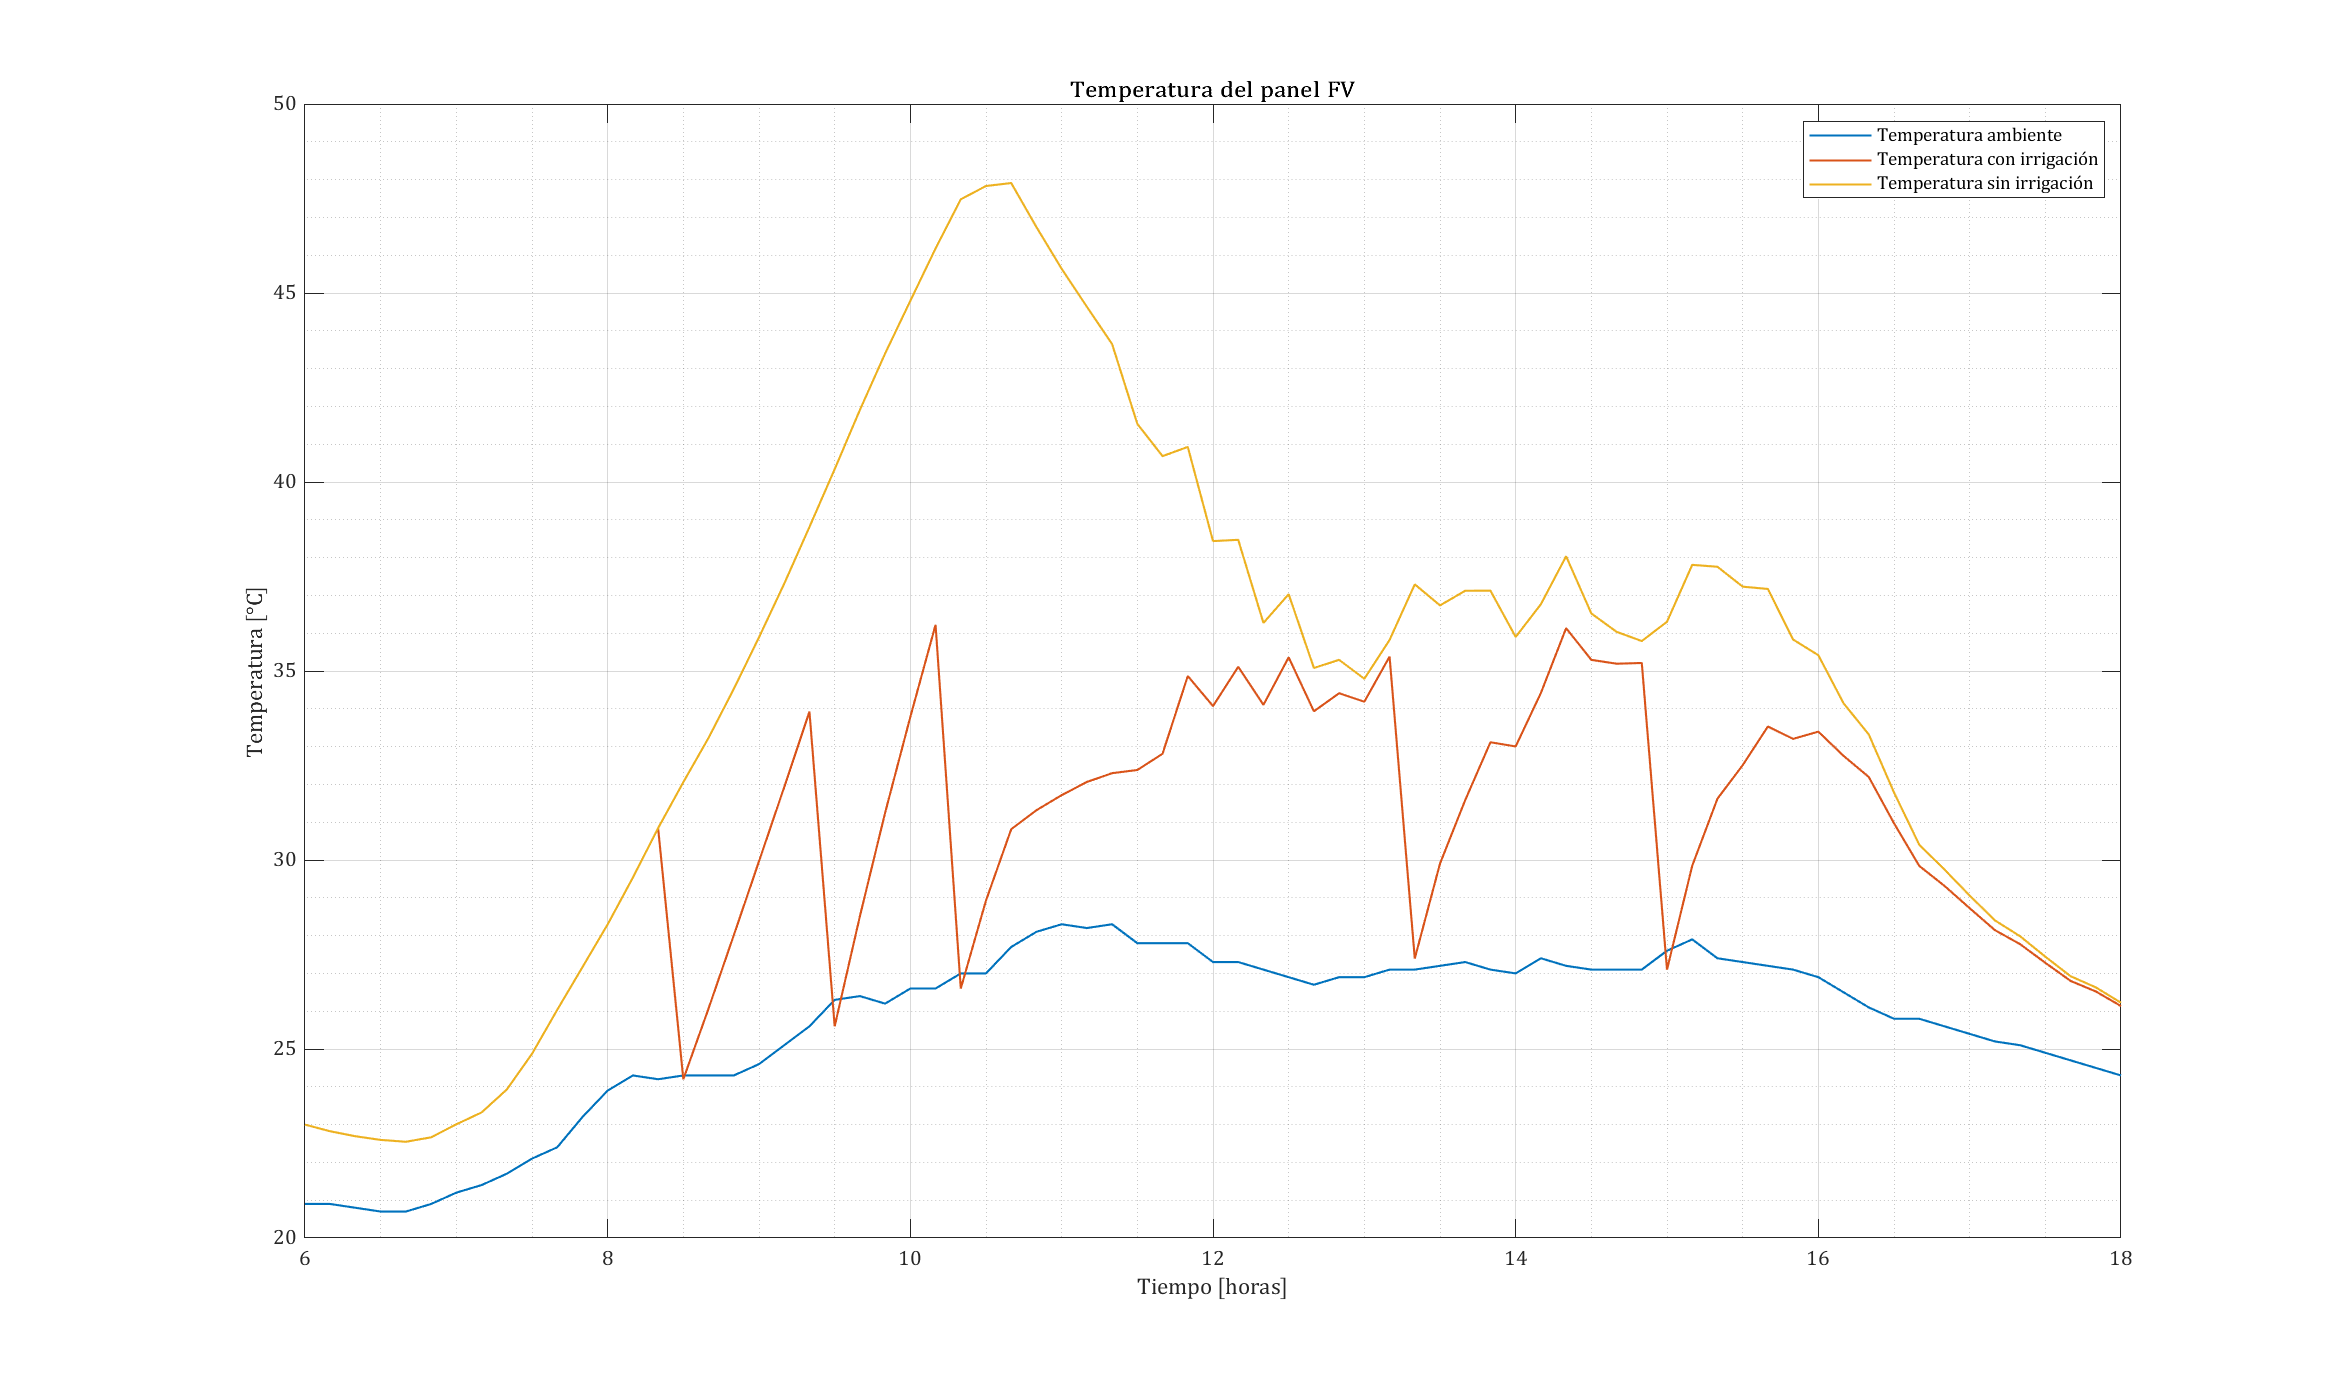 Temperatura del panel FV
50
45
40
35
30
25
20
Temperatura [°C]
Temperatura ambiente
Temperatura con irrigación
Temperatura sin irrigación
6 8 10 12 14 16 18
Tiempo [horas]